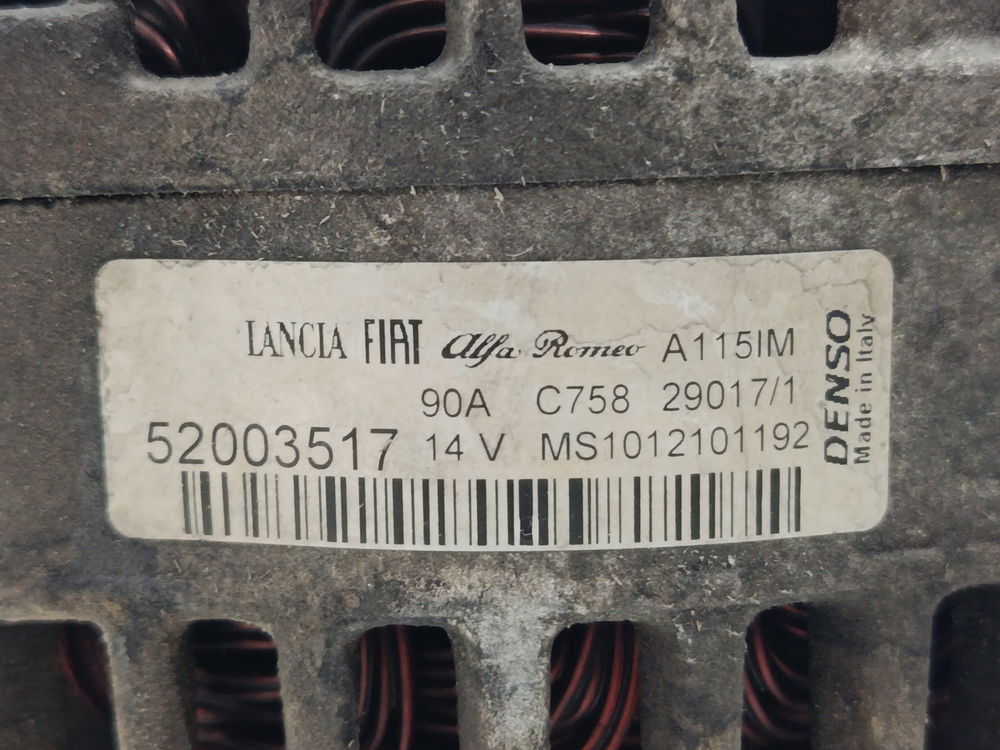 LANCIA FIAT Alfa Romeo A115IM
90A C758 29017/1
52003517 14 V MS1012101192
DENSO
Made in Italy